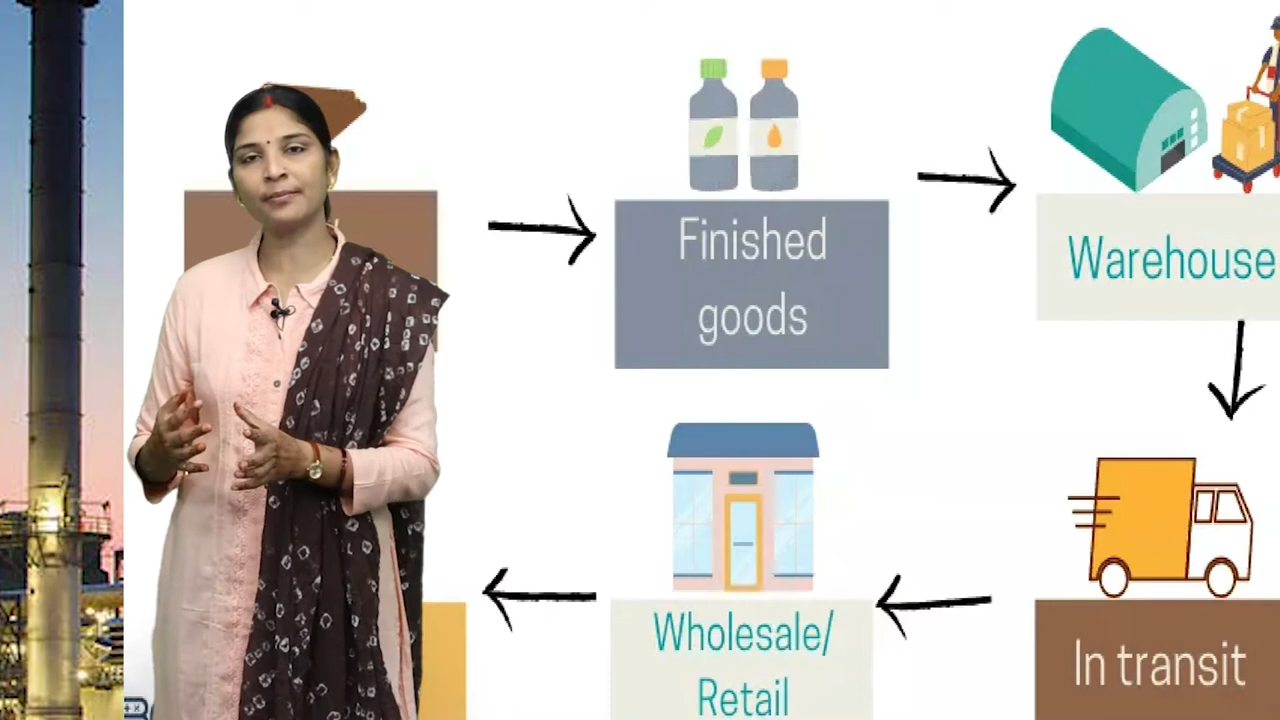 Finished
goods
Warehouse
Wholesale/
Retail
In transit